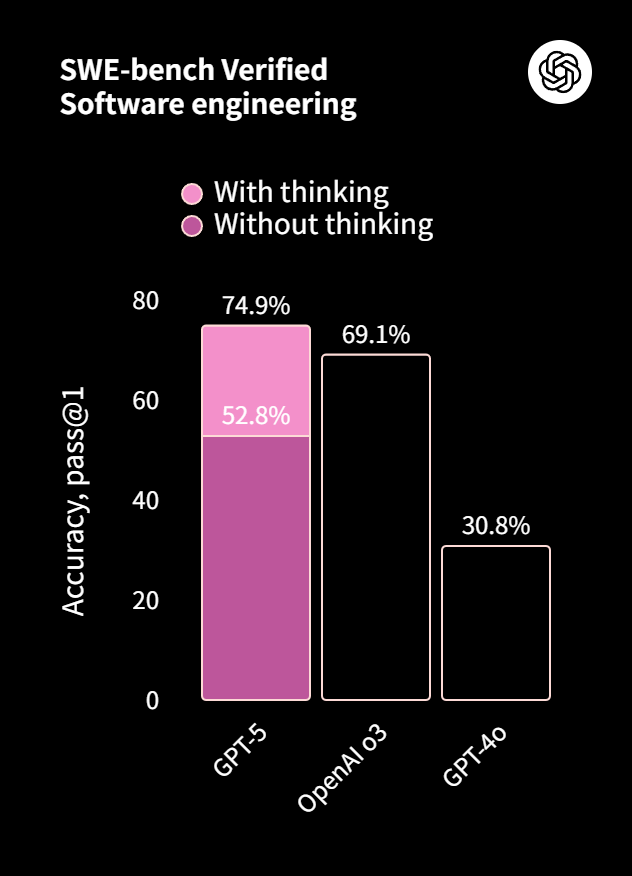 SWE-bench Verified
Software engineering
With thinking
Without thinking
Accuracy, pass@1
80
60
40
20
0
74.9%
52.8%
69.1%
30.8%
GPT-5
OpenAI o3
GPT-4o